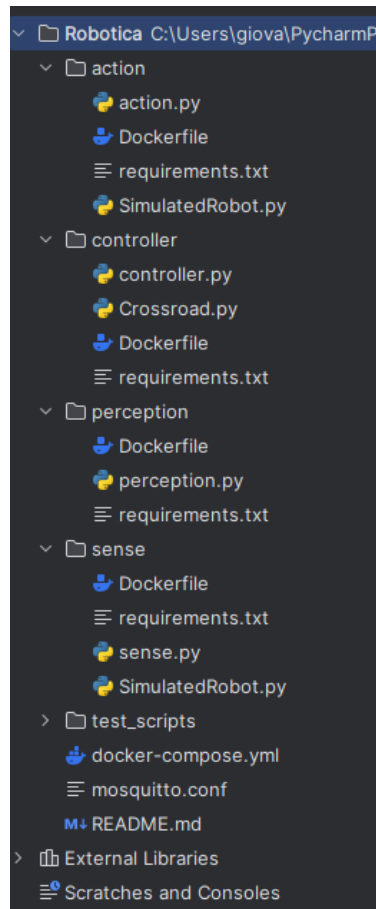 Robotica C:\Users\giova\PycharmP
action
action.py
Dockerfile
requirements.txt
SimulatedRobot.py
controller
controller.py
Crossroad.py
Dockerfile
requirements.txt
perception
Dockerfile
perception.py
requirements.txt
sense
Dockerfile
requirements.txt
sense.py
SimulatedRobot.py
test_scripts
docker-compose.yml
mosquitto.conf
M↓ README.md
External Libraries
Scratches and Consoles